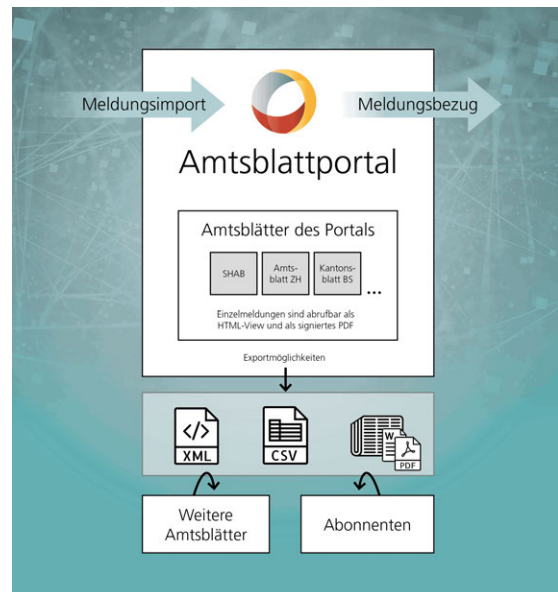 Meldungsimport
Meldungsbezug
Amtsblattportal
Amtsblätter des Portals
SHAB
Amts-
blatt ZH
Kantons-
blatt BS
...
Einzelmeldungen sind abrufbar als
HTML-View und als signiertes PDF
Exportmöglichkeiten
</>
XML
CSV
W
PDF
Weitere
Amtsblätter
Abonnenten